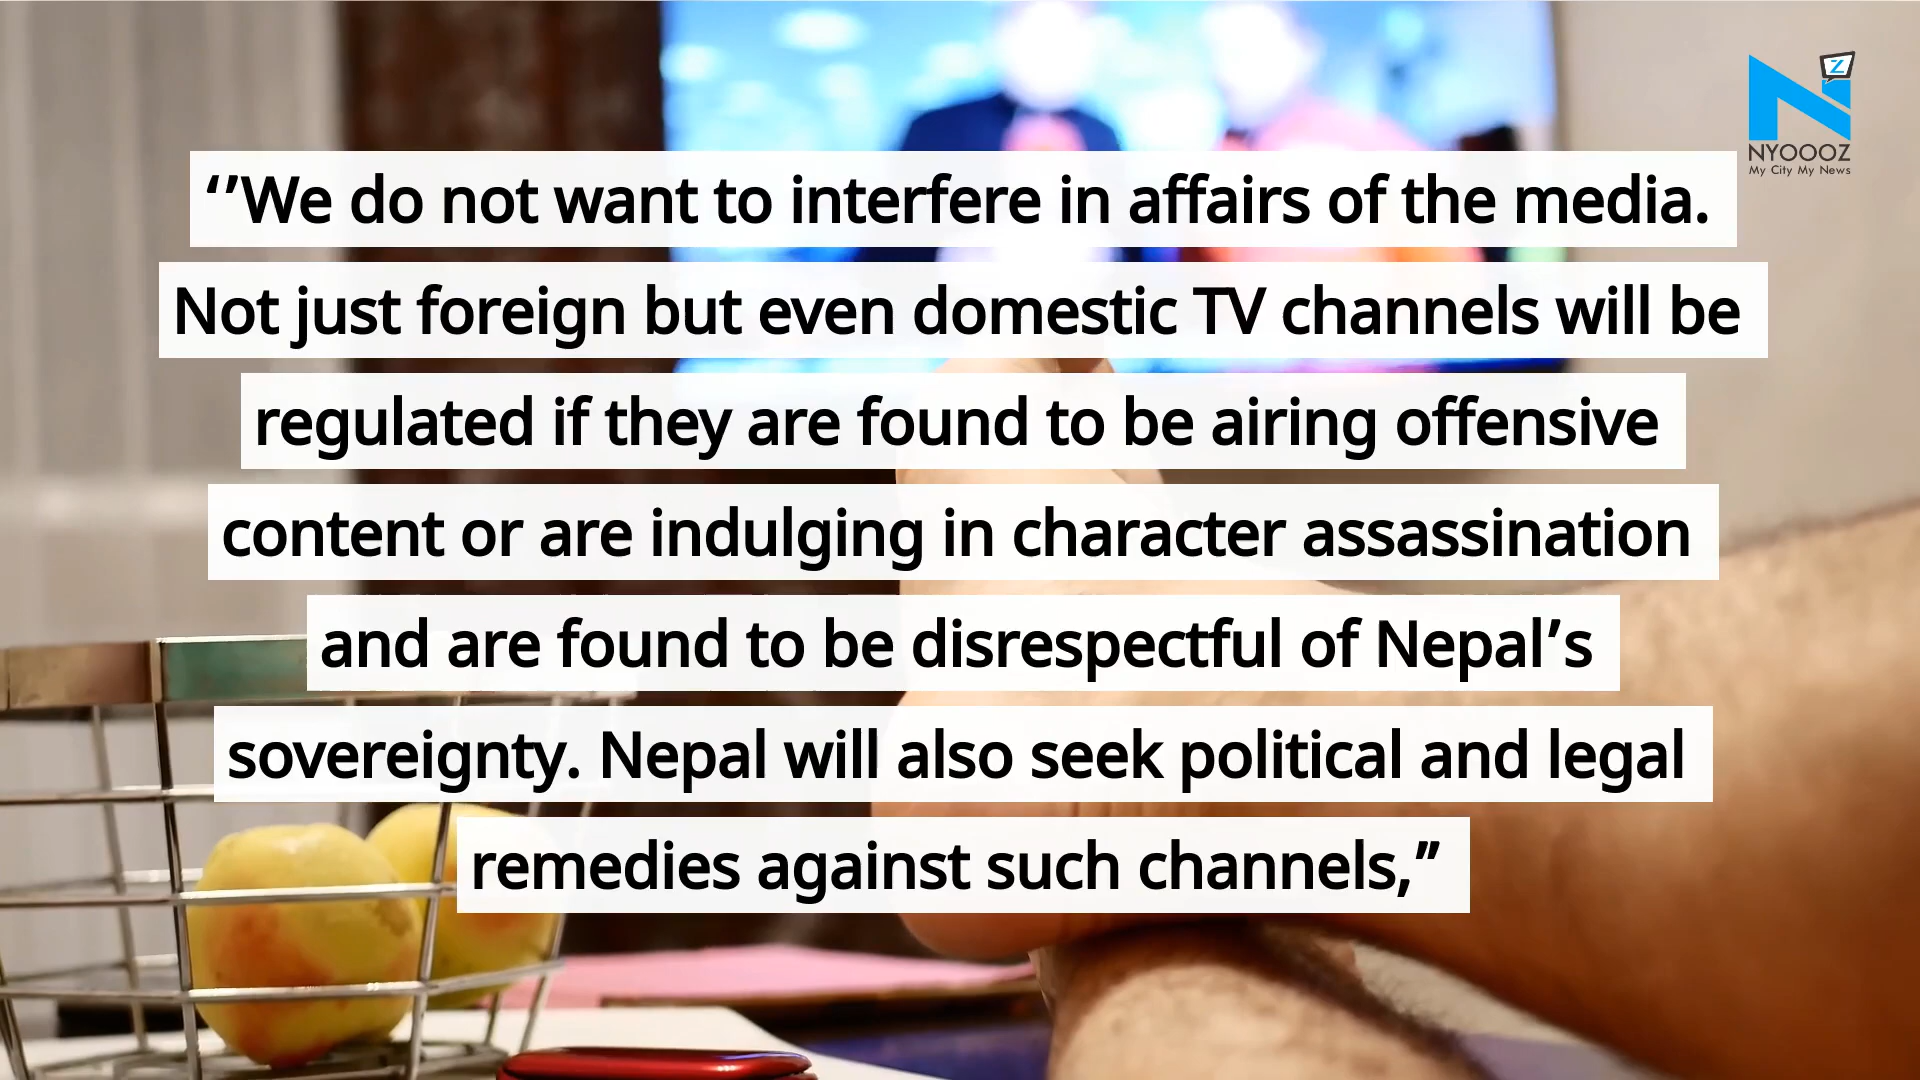 NYOOOZ
My City My News
‘’We do not want to interfere in affairs of the media.
Not just foreign but even domestic TV channels will be
regulated if they are found to be airing offensive
content or are indulging in character assassination
and are found to be disrespectful of Nepal’s
sovereignty. Nepal will also seek political and legal
remedies against such channels,”